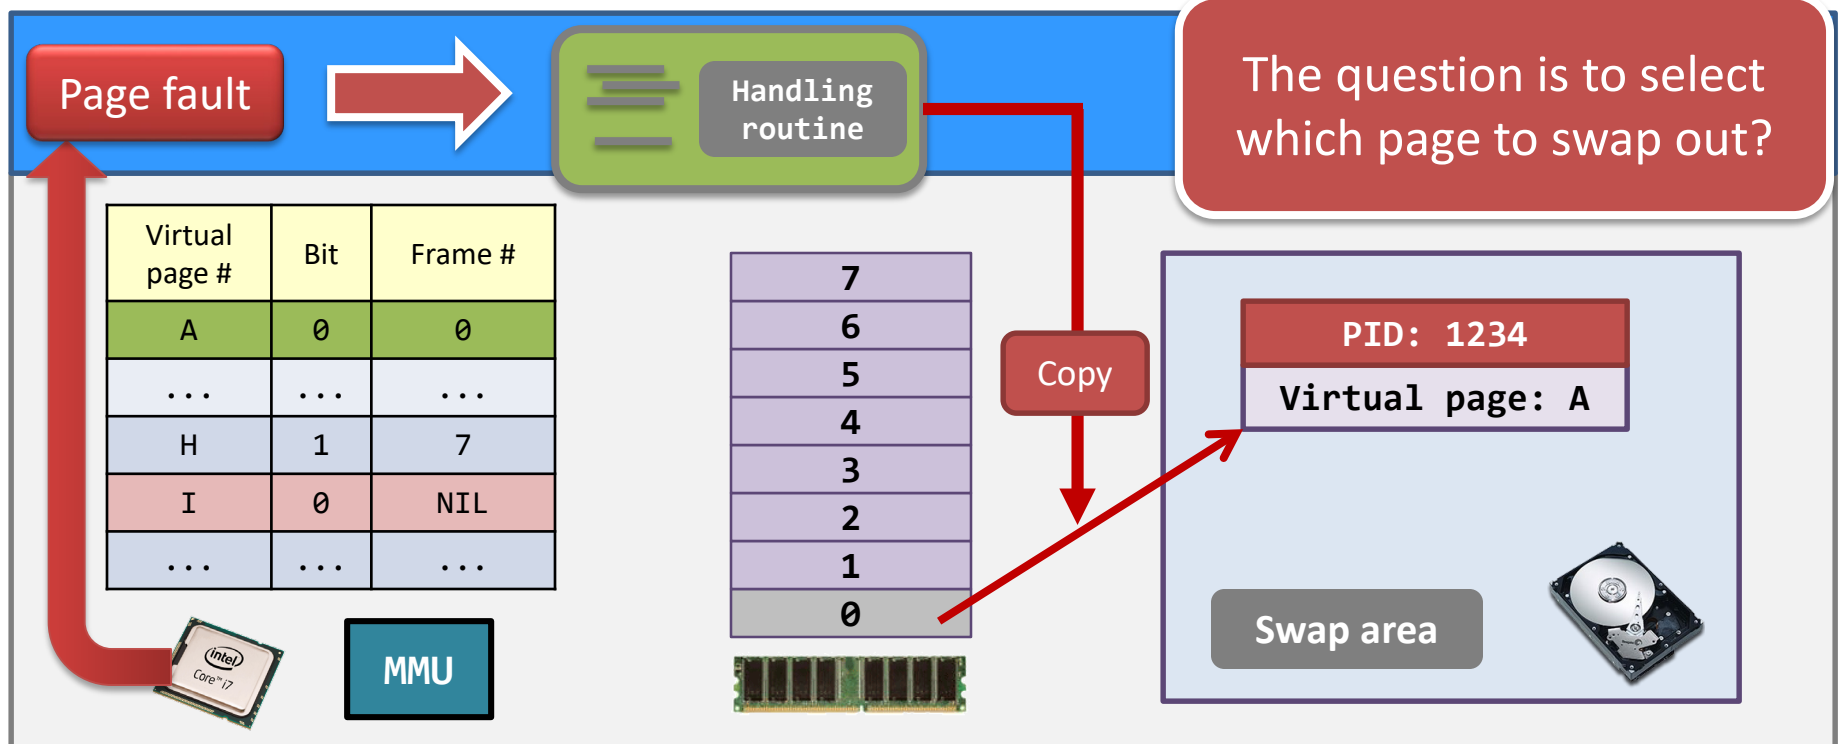 Page fault
Handling
routine
The question is to select
which page to swap out?
Virtual
page #
Bit
Frame #
A 0 0
... ... ...
H 1 7
I 0 NIL
... ... ...
7
6
5
4
3
2
1
0
Copy
PID: 1234
Virtual page: A
Swap area
intel
Core™ i7
MMU